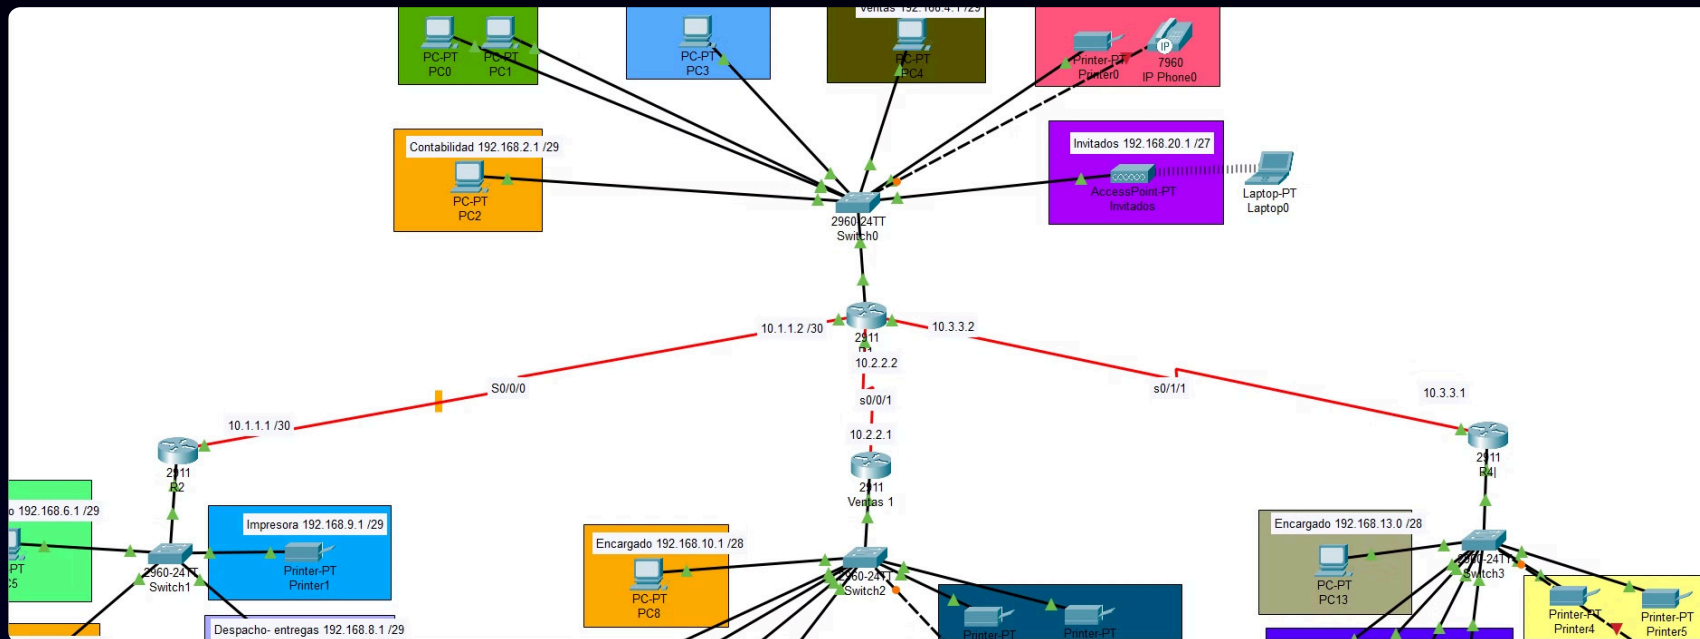 Ventas 192.168.4.1 /29
PC-PT
PC0
PC-PT
PC1
PC-PT
PC3
PC-PT
PC4
Printer-PT
Printer0
IP
7960
IP Phone0
Contabilidad 192.168.2.1 /29
PC-PT
PC2
Invitados 192.168.20.1 /27
AccessPoint-PT
Invitados
Laptop-PT
Laptop0
2960-24TT
Switch0
10.1.1.2 /30
2911
10.3.3.2
10.2.2.2
S0/0/0
s0/0/1
s0/1/1
10.3.3.1
10.1.1.1 /30
10.2.2.1
2911
R2
2911
Ventas 1
2911
R4
o 192.168.6.1 /29
Impresora 192.168.9.1 /29
Encargado 192.168.10.1 /28
Encargado 192.168.13.0 /28
Printer-PT
Printer1
2960-24TT
Switch1
2960-24TT
Switch2
2960-24TT
Switch3
PC-PT
PC8
PC-PT
PC13
Printer-PT
Printer4
Printer-PT
Printer5
Despacho- entregas 192.168.8.1 /29
Printer-PT
Printer-PT